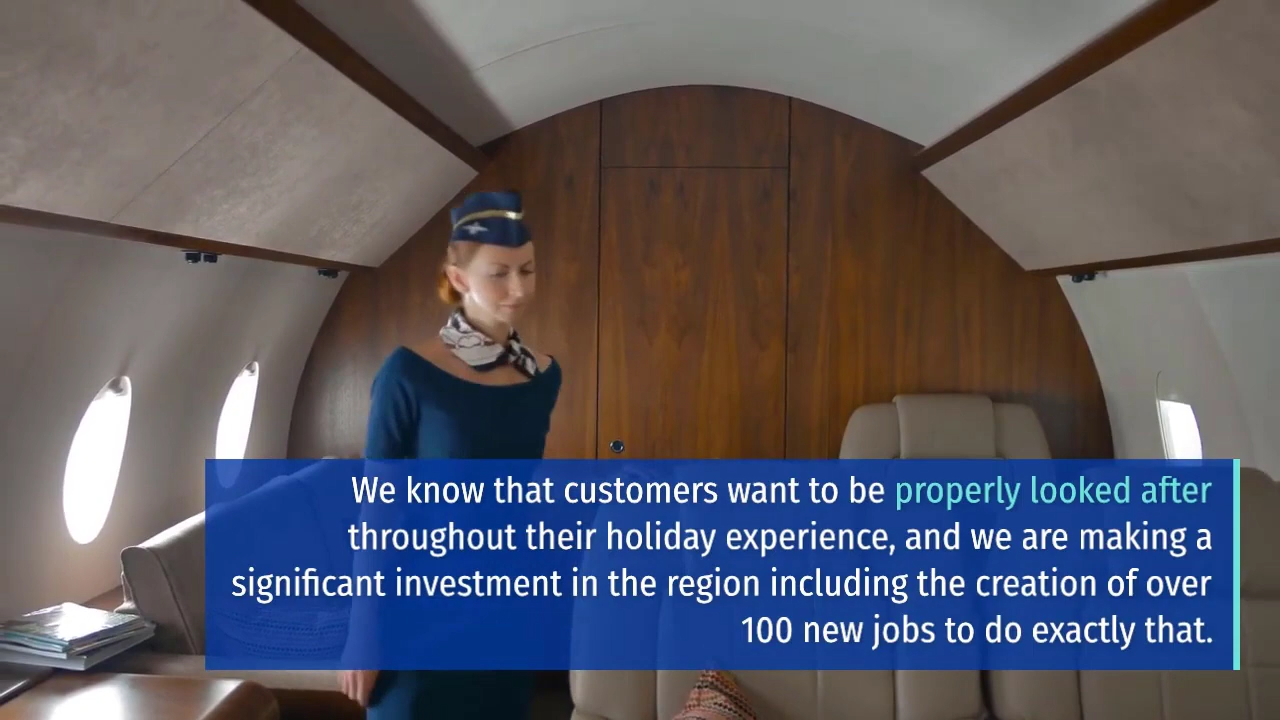 We know that customers want to be properly looked after
throughout their holiday experience, and we are making a
significant investment in the region including the creation of over
100 new jobs to do exactly that.